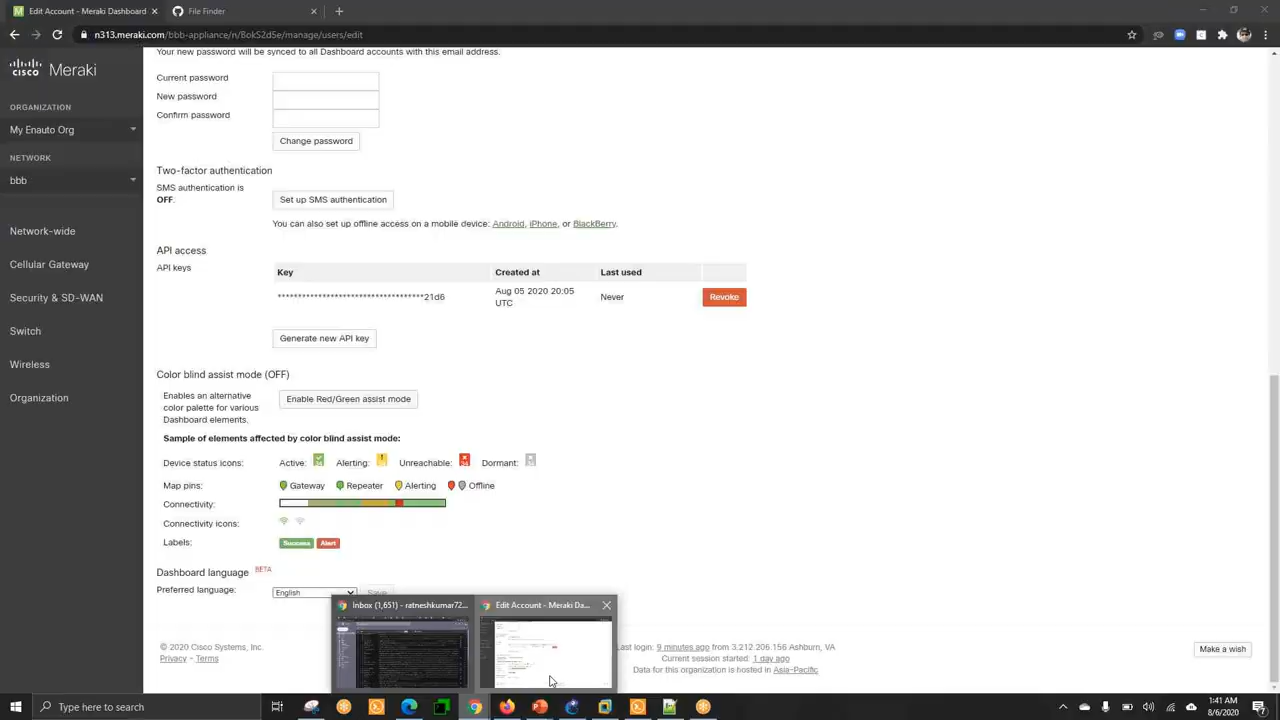 Edit Account - Meraki Dashboard
Finder
n313.meraki.com/bbb-appliance/n/BokS2d5e/manage/users/edit
Your new password will be synced to all Dashboard accounts with this email address.
cisco Meraki
Current password
New password
ORGANIZATION
Confirm password
My Enauto Org
Change password
NETWORK
Two-factor authentication
bbb
SMS authentication is
OFF.
Set up SMS authentication
You can also set up offline access on a mobile device: Android, iPhone, or BlackBerry.
Network-wide
API access
Cellular Gateway
API keys
Key Created at Last used
Security & SD-WAN
***********************************21d6 Aug 05 2020 20:05 UTC Never Revoke
Switch
Generate new API key
Wireless
Color blind assist mode (OFF)
Organization
Enables an alternative
color palette for various
Dashboard elements.
Enable Red/Green assist mode
Sample of elements affected by color blind assist mode:
Device status icons: Active: Alerting: Unreachable: Dormant:
Map pins: Gateway Repeater Alerting Offline
Connectivity:
Connectivity icons:
Labels: Success Alert
Dashboard language BETA
Preferred language: English Save
Inbox (1,651) - ratneshkumar72... Edit Account - Meraki Da...
© 2020 Cisco Systems, Inc.
Privacy - Terms
Last login: 9 minutes ago from 3.212.206.156 Ashburn, VA
Current session started: 1 day ago
Data for this organization is hosted in Asia-Pacific
make a wish
Type here to search
1:41 AM
8/6/2020